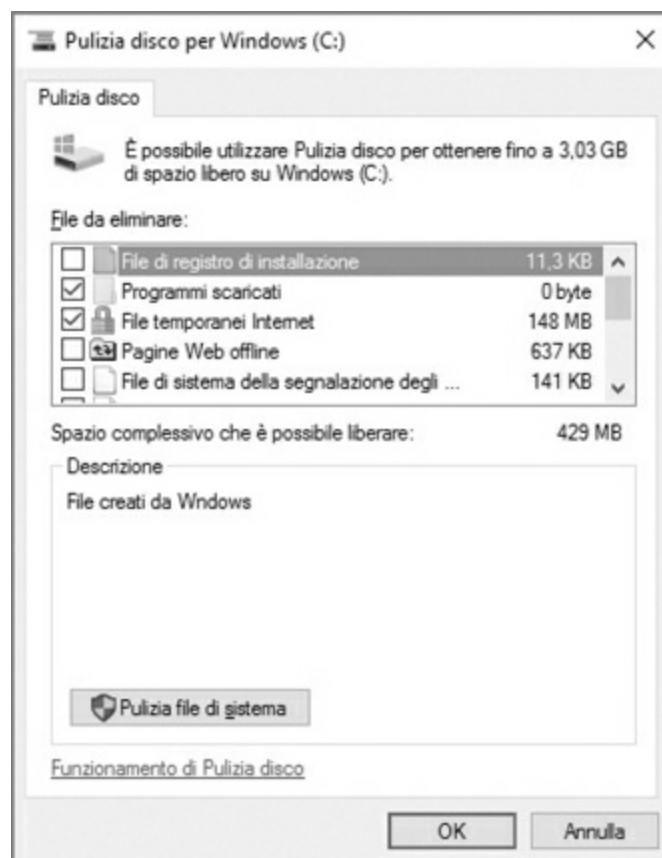 Pulizia disco per Windows (C:)
Pulizia disco
È possibile utilizzare Pulizia disco per ottenere fino a 3,03 GB
di spazio libero su Windows (C:).
File da eliminare:
File di registro di installazione 11,3 KB
Programmi scaricati 0 byte
File temporanei Internet 148 MB
Pagine Web offline 637 KB
File di sistema della segnalazione degli ... 141 KB
Spazio complessivo che è possibile liberare: 429 MB
Descrizione
File creati da Wndows
Pulizia file di sistema
Funzionamento di Pulizia disco
OK Annulla